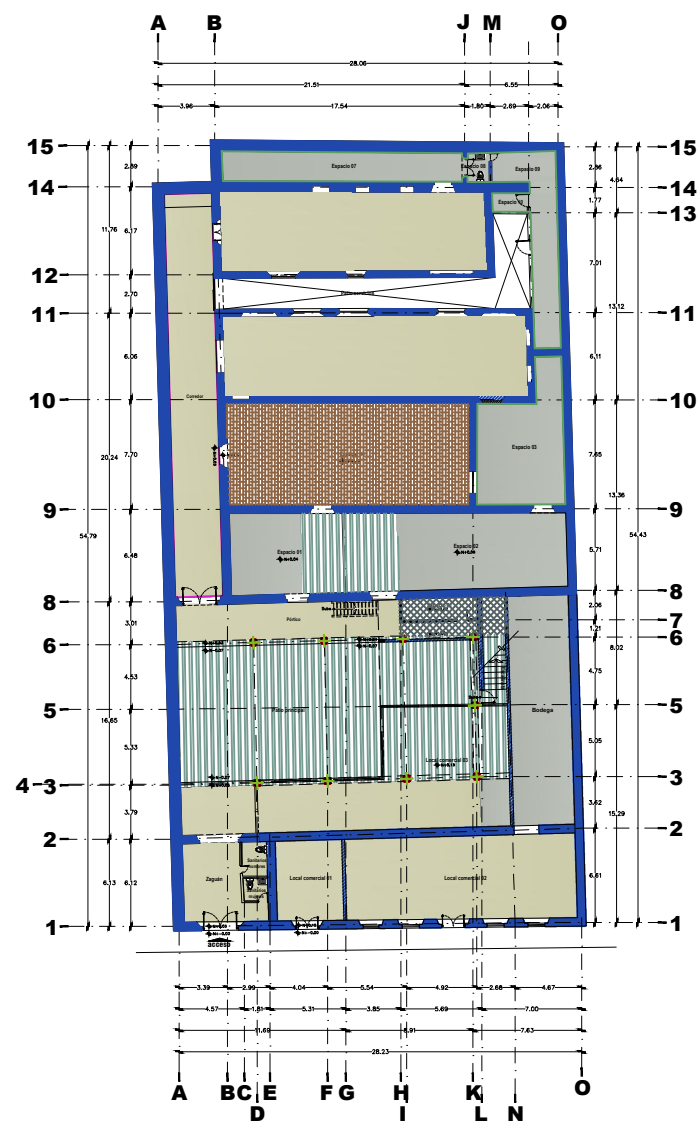 A B J M O
28.06
21.51 6.55
3.96 17.54 1.80 2.69 2.06
15 15
Espacio 07 Espacio 08 Espacio 09
2.89 2.86
4.64
14 14
1.77
13
11.76 6.17
7.01
12
2.70 13.12
11 11
6.06 6.11
Corredor
10 10
Espacio 03
7.70 7.65
20.24
13.36
9 9
54.79 54.43
Espacio 01 Espacio 02
6.48 5.71
8 8
2.06
Sube
Pórtico
3.01 7
1.21
6 6
8.02
4.53 4.75
5 5
Patio principal Bodega
16.65
5.33 5.05
Local comercial 03
4-3 3
3.79 3.62
15.29
2 2
Zaguán Local comercial 01 Local comercial 02
6.13 6.12 6.61
1 1
acceso
3.39 2.99 4.04 5.54 4.92 2.68 4.67
4.57 1.81 5.31 3.85 5.69 7.00
11.69 8.91 7.63
28.23
A B C E F G H K O
D I L N